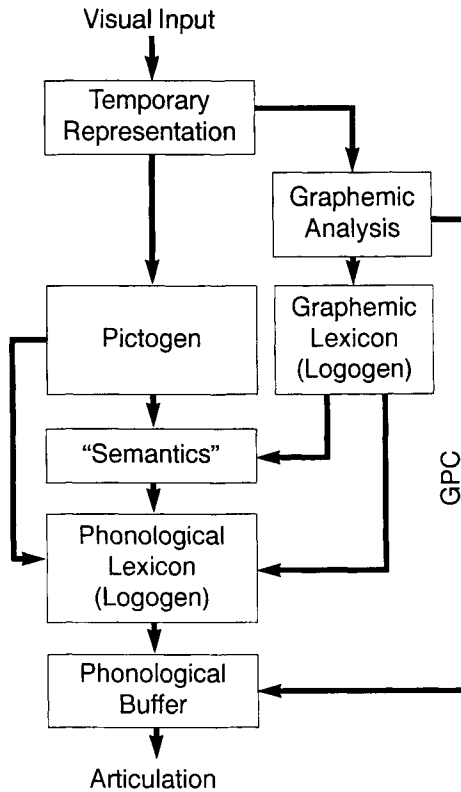 Visual Input
Temporary
Representation
Graphemic
Analysis
Graphemic
Lexicon
(Logogen)
Pictogen
“Semantics”
GPC
Phonological
Lexicon
(Logogen)
Phonological
Buffer
Articulation